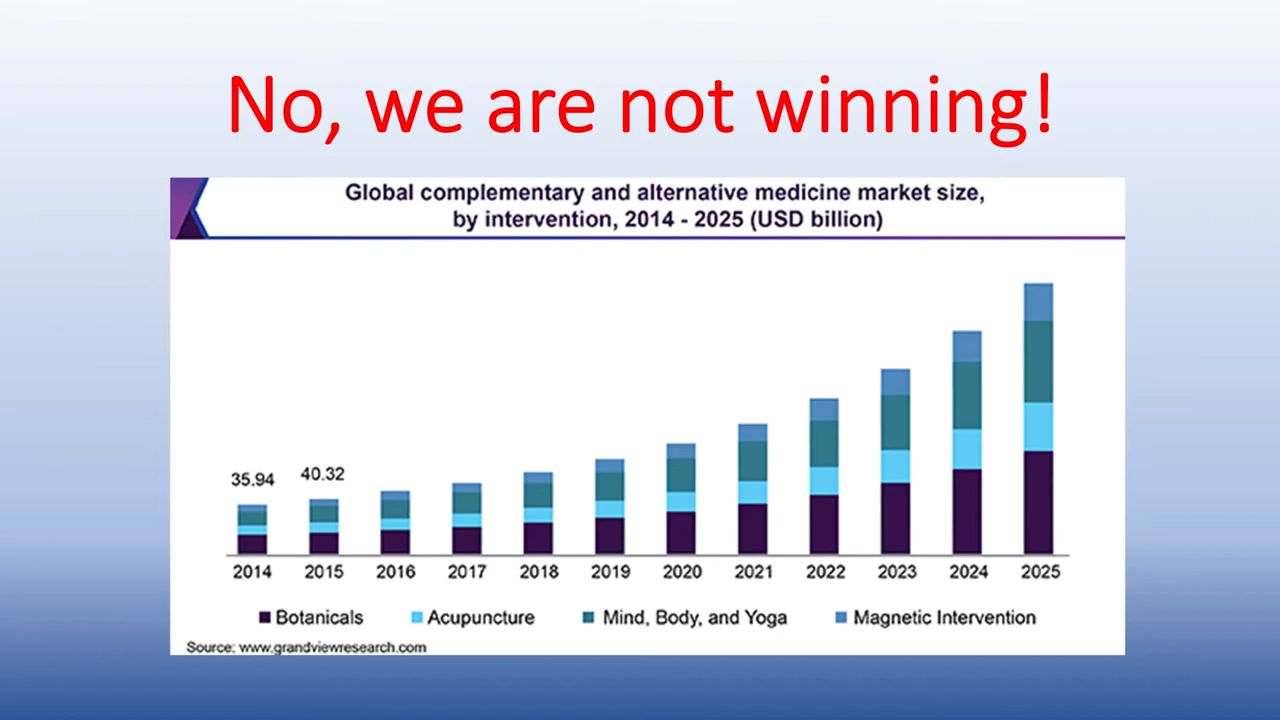 No, we are not winning!
Global complementary and alternative medicine market size,
by intervention, 2014 - 2025 (USD billion)
35.94
40.32
2014 2015 2016 2017 2018 2019 2020 2021 2022 2023 2024 2025
Botanicals Acupuncture Mind, Body, and Yoga Magnetic Intervention
Source: www.grandviewresearch.com